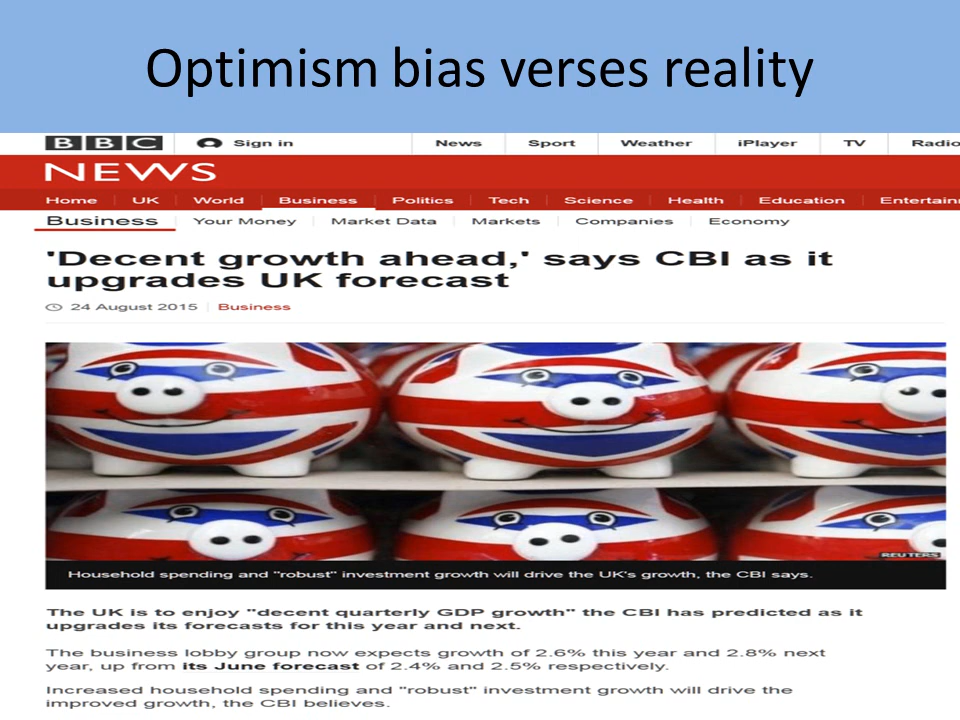 Optimism bias verses reality
BBC Sign in News Sport Weather iPlayer TV Radio
NEWS
Home UK World Business Politics Tech Science Health Education Entertain
Business Your Money Market Data Markets Companies Economy
'Decent growth ahead,' says CBI as it
upgrades UK forecast
24 August 2015 Business
REUTERS
Household spending and "robust" investment growth will drive the UK's growth, the CBI says.
The UK is to enjoy "decent quarterly GDP growth" the CBI has predicted as it
upgrades its forecasts for this year and next.
The business lobby group now expects growth of 2.6% this year and 2.8% next
year, up from its June forecast of 2.4% and 2.5% respectively.
Increased household spending and "robust" investment growth will drive the
improved growth, the CBI believes.